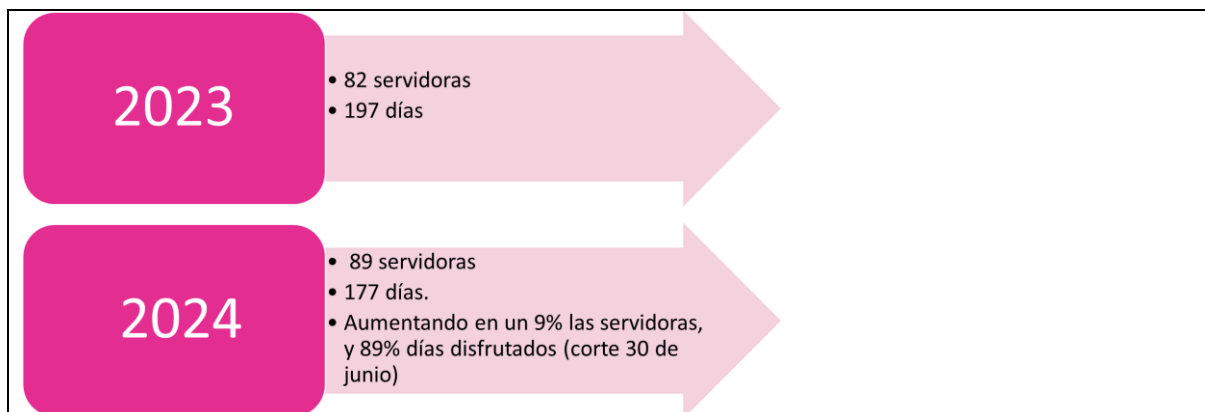 2023
• 82 servidoras
• 197 días
2024
• 89 servidoras
• 177 días.
• Aumentando en un 9% las servidoras,
y 89% días disfrutados (corte 30 de
junio)